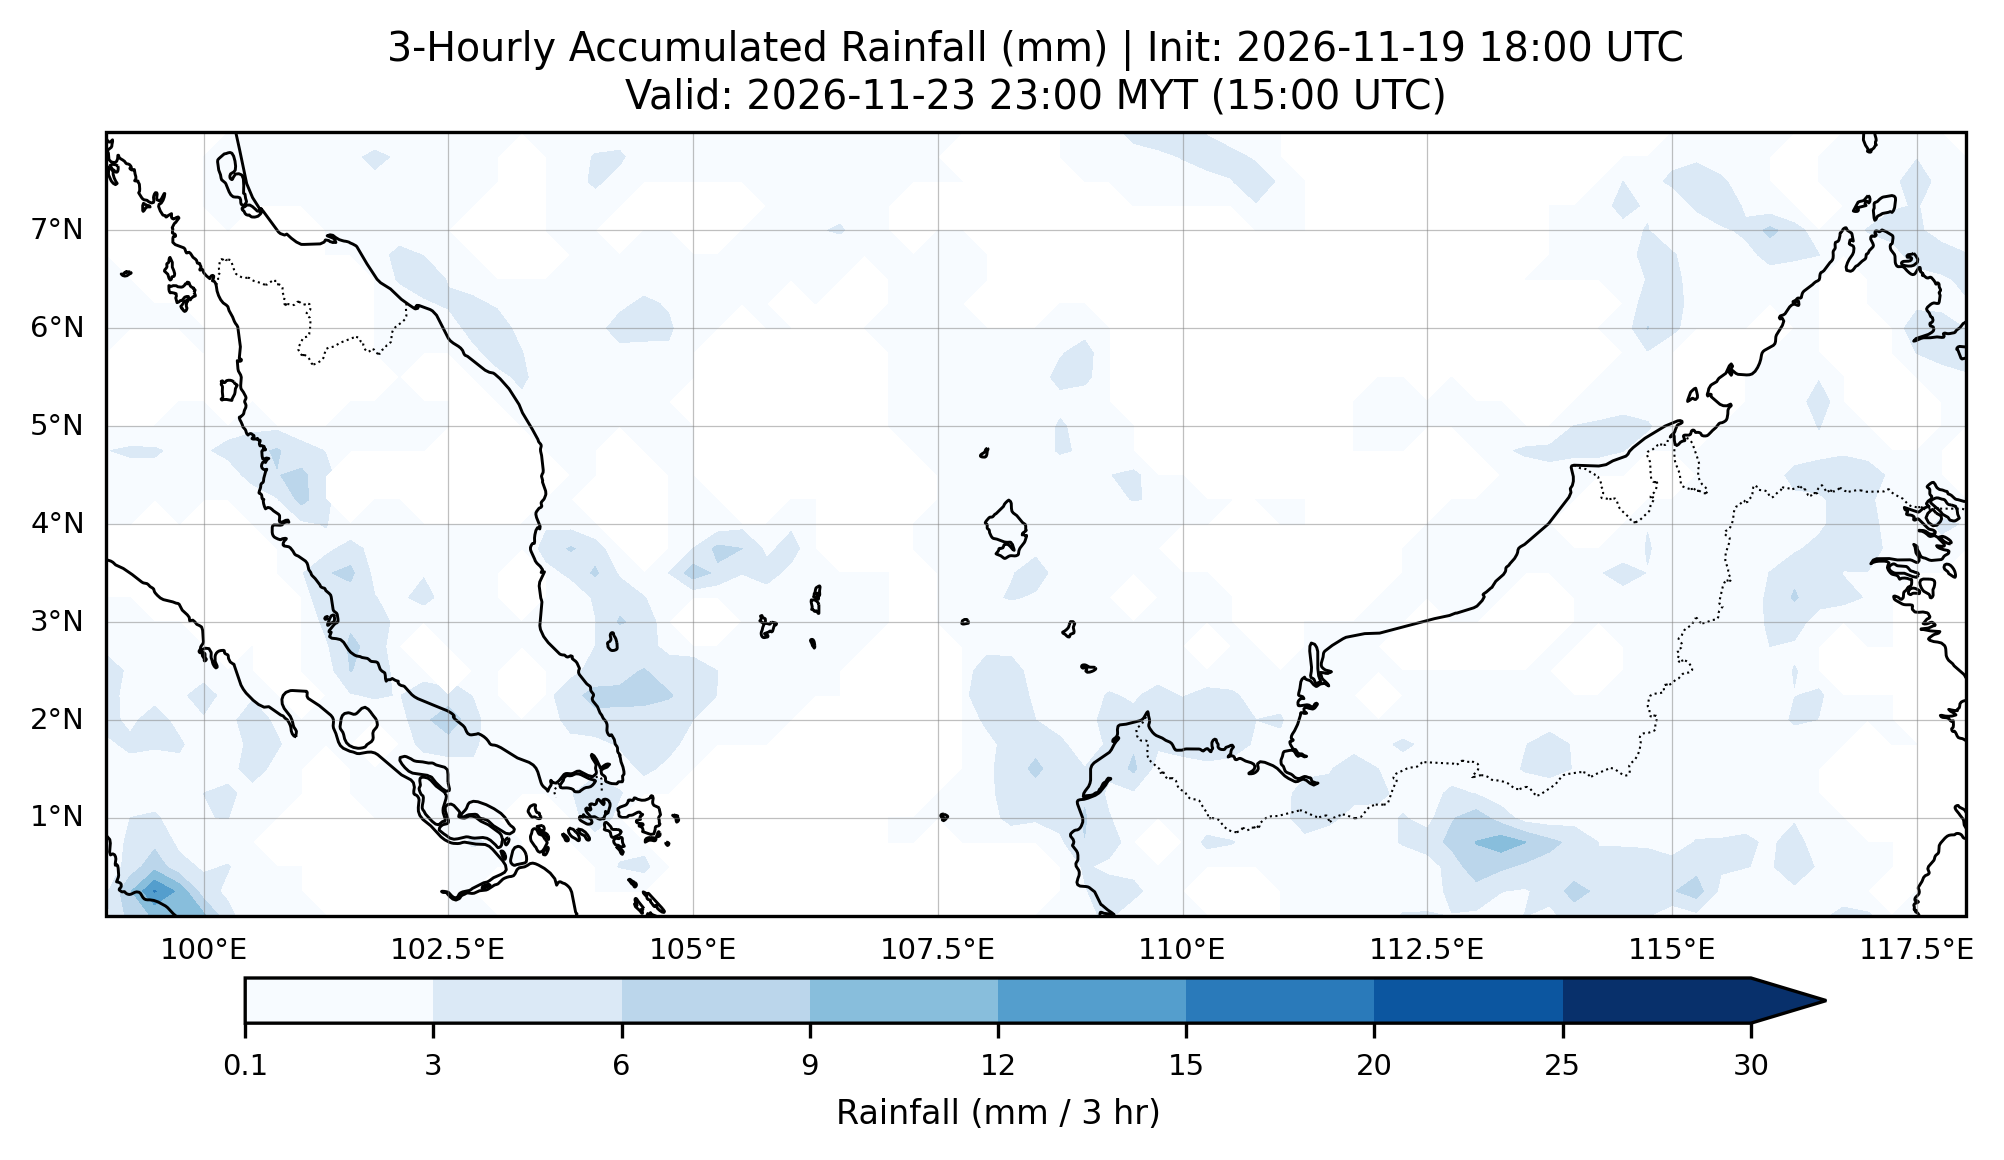 3-Hourly Accumulated Rainfall (mm) | Init: 2026-11-19 18:00 UTC
Valid: 2026-11-23 23:00 MYT (15:00 UTC)
7°N
6°N
5°N
4°N
3°N
2°N
1°N
100°E 102.5°E 105°E 107.5°E 110°E 112.5°E 115°E 117.5°E
0.1 3 6 9 12 15 20 25 30
Rainfall (mm / 3 hr)